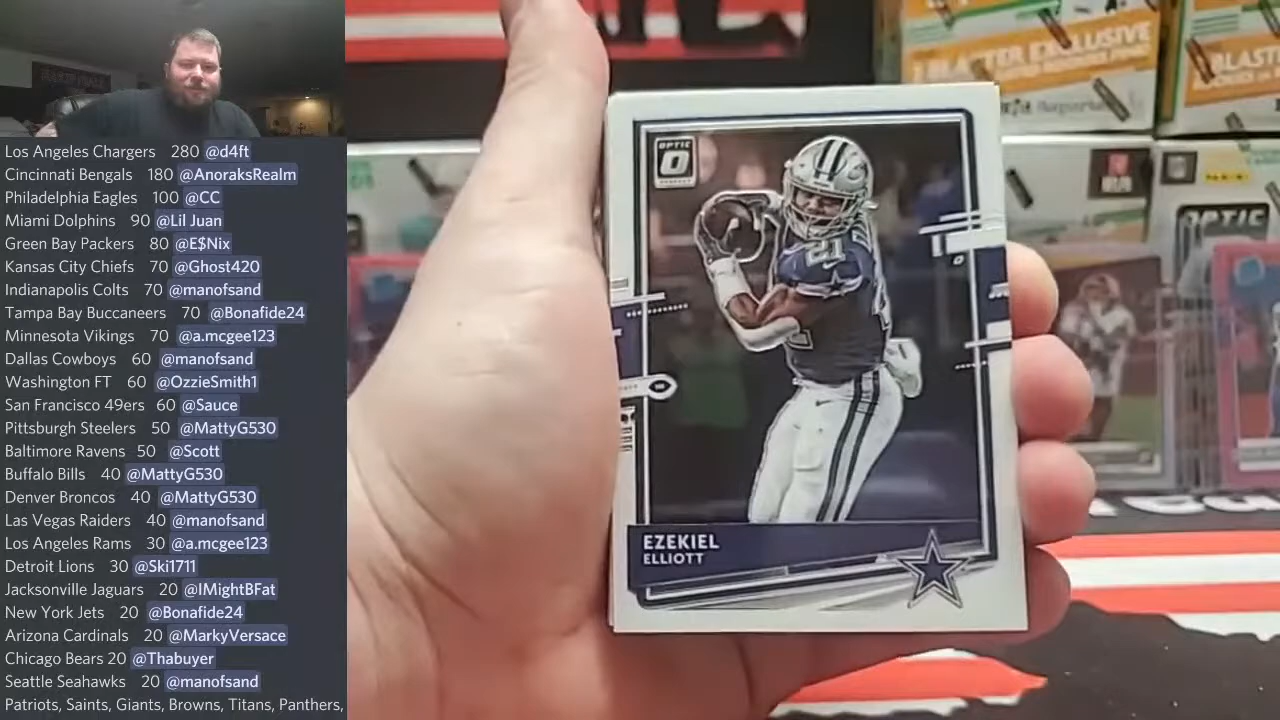 Los Angeles Chargers 280 @d4ft
Cincinnati Bengals 180 @AnoraksRealm
Philadelphia Eagles 100 @CC
Miami Dolphins 90 @Lil Juan
Green Bay Packers 80 @E$Nix
Kansas City Chiefs 70 @Ghost420
Indianapolis Colts 70 @manofsand
Tampa Bay Buccaneers 70 @Bonafide24
Minnesota Vikings 70 @a.mcgee123
Dallas Cowboys 60 @manofsand
Washington FT 60 @OzzieSmith1
San Francisco 49ers 60 @Sauce
Pittsburgh Steelers 50 @MattyG530
Baltimore Ravens 50 @Scott
Buffalo Bills 40 @MattyG530
Denver Broncos 40 @MattyG530
Las Vegas Raiders 40 @manofsand
Los Angeles Rams 30 @a.mcgee123
Detroit Lions 30 @Ski1711
Jacksonville Jaguars 20 @IMightBFat
New York Jets 20 @Bonafide24
Arizona Cardinals 20 @MarkyVersace
Chicago Bears 20 @Thabuyer
Seattle Seahawks 20 @manofsand
Patriots, Saints, Giants, Browns, Titans, Panthers,
OPTIC
21
EZEKIEL
ELLIOTT
BLASTER EXCLUSIVE
BLAST
OPTIC